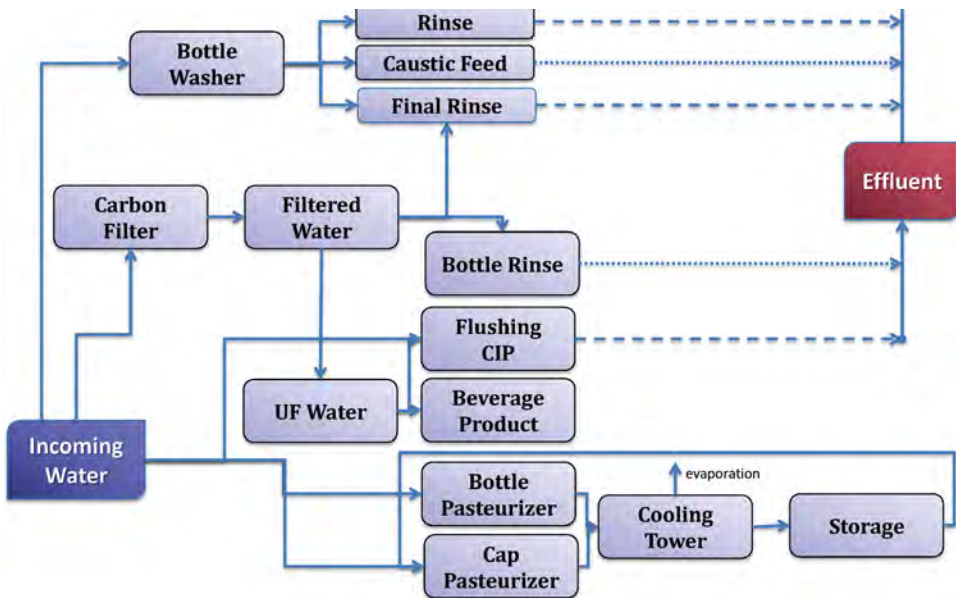 Rinse
Bottle
Washer
Caustic Feed
Final Rinse
Effluent
Carbon
Filter
Filtered
Water
Bottle Rinse
Flushing
CIP
UF Water
Beverage
Product
Incoming
Water
Bottle
Pasteurizer
evaporation
Cooling
Tower
Storage
Cap
Pasteurizer